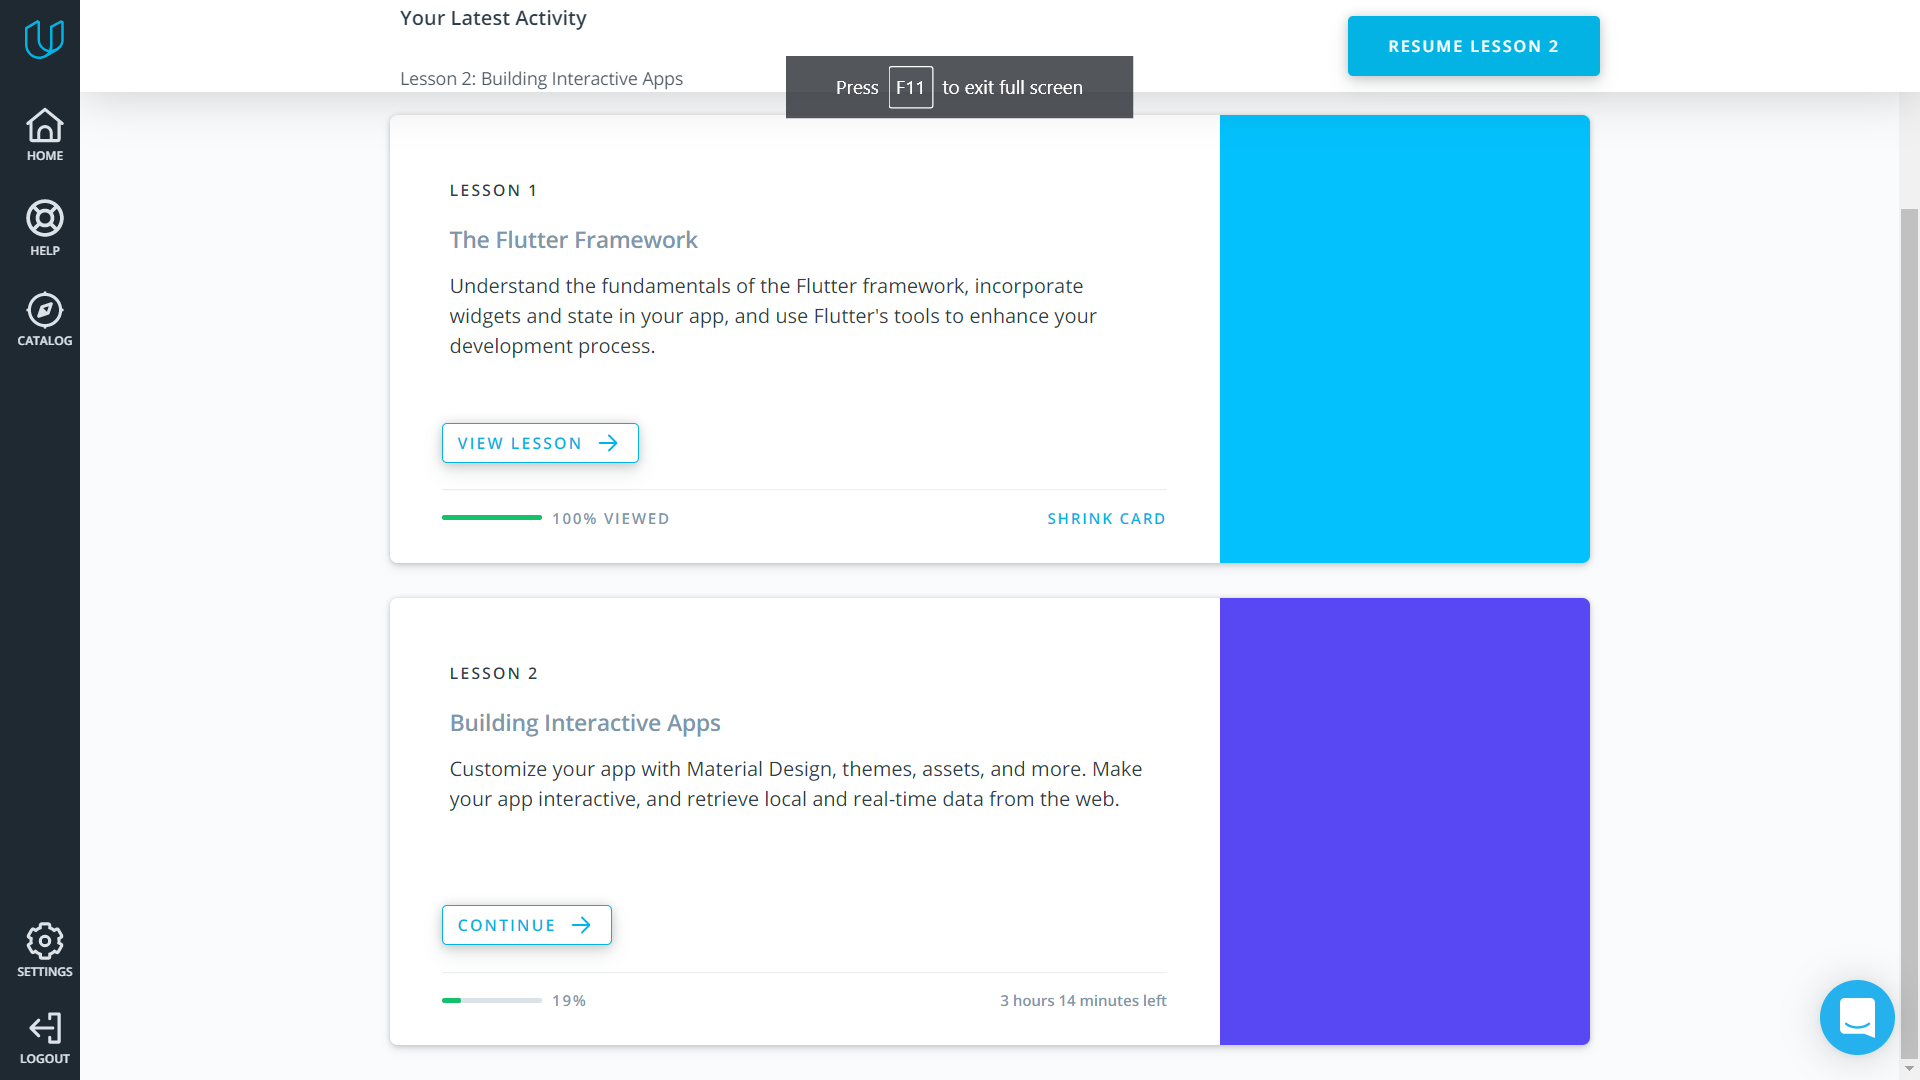 Your Latest Activity
RESUME LESSON 2
Lesson 2: Building Interactive Apps
Press F11 to exit full screen
HOME
HELP
CATALOG
LESSON 1
The Flutter Framework
Understand the fundamentals of the Flutter framework, incorporate
widgets and state in your app, and use Flutter's tools to enhance your
development process.
VIEW LESSON
100% VIEWED
SHRINK CARD
LESSON 2
Building Interactive Apps
Customize your app with Material Design, themes, assets, and more. Make
your app interactive, and retrieve local and real-time data from the web.
CONTINUE
19%
3 hours 14 minutes left
SETTINGS
LOGOUT